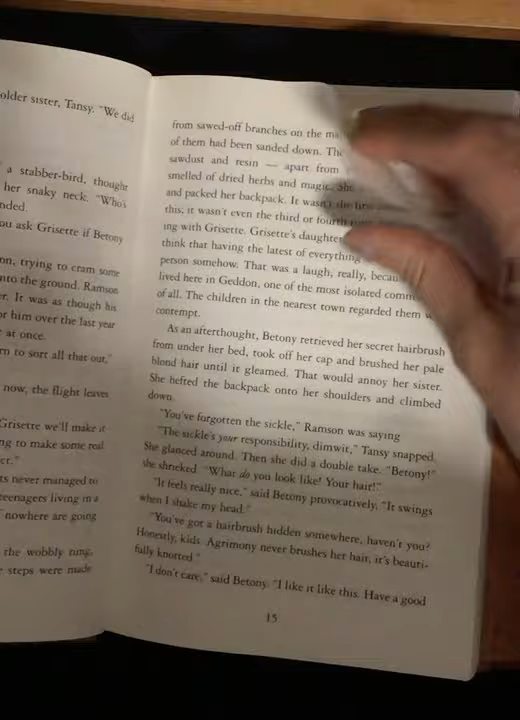 older sister, Tansy. "We did
a stabber-bird, thought
her snaky neck. "Who's
nded.
ou ask Grisette if Betony
on, trying to cram some
nto the ground. Ramson
er. It was as though his
or him over the last year
at once.
rn to sort all that out,"
now, the flight leaves
Grisette we'll make it
ng to make some real
ct."
ts never managed to
teenagers living in a
nowhere are going
the wobbly rung,
e steps were made
from sawed-off branches on the
of them had been sanded down.
sawdust and resin — apart from
smelled of dried herbs and magic. She
and packed her backpack. It wasn't the first
this; it wasn't even the third or fourth
ing with Grisette. Grisette's daughter
think that having the latest of everything
person somehow. That was a laugh, really,
lived here in Geddon, one of the most isolated
of all. The children in the nearest town regarded them
contempt.
As an afterthought, Betony retrieved her secret hairbrush
from under her bed, took off her cap and brushed her pale
blond hair until it gleamed. That would annoy her sister.
She hefted the backpack onto her shoulders and climbed
down.
"You've forgotten the sickle," Ramson was saying
"The sickle's your responsibility, dimwit," Tansy snapped.
She glanced around. Then she did a double take. "Betony!"
she shrieked. "What do you look like! Your hair!"
"It feels really nice," said Betony provocatively. "It swings
when I shake my head."
"You've got a hairbrush hidden somewhere, haven't you?
Honestly, kids. Agrimony never brushes her hair, it's beauti-
fully knotted."
"I don't care," said Betony. "I like it like this. Have a good
15